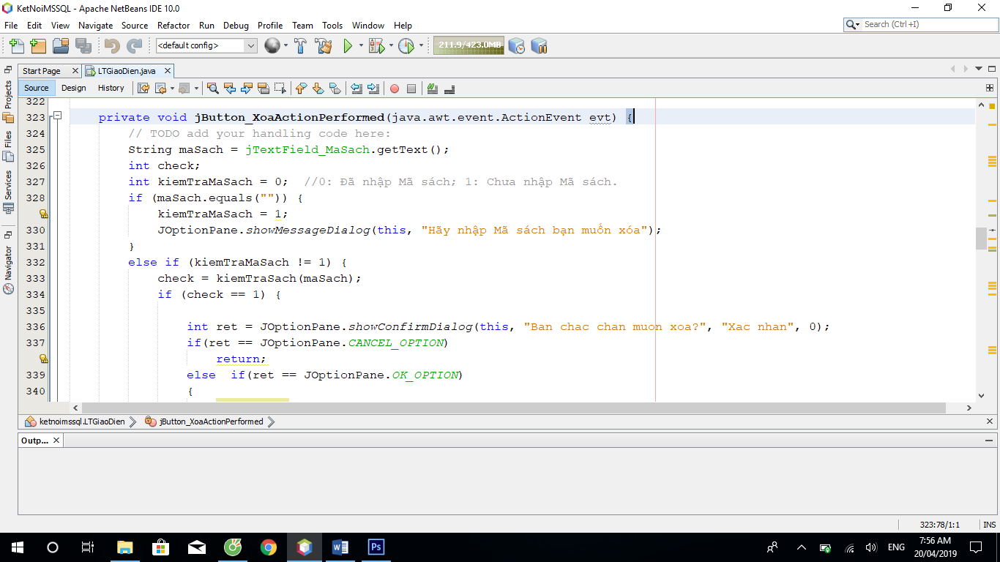 KetNoiMSSQL - Apache NetBeans IDE 10.0
File Edit View Navigate Source Refactor Run Debug Profile Team Tools Window Help
Search (Ctrl+I)
<default config>
211.9/423.0MB
Start Page
LTGiaoDien.java
Source Design History
Projects
Files
Services
Navigator
322
323 private void jButton_XoaActionPerformed(java.awt.event.ActionEvent evt) {
324 // TODO add your handling code here:
325 String maSach = jTextField_MaSach.getText();
326 int check;
327 int kiemTraMaSach = 0; //0: Đã nhập Mã sách; 1: Chưa nhập Mã sách.
328 if (maSach.equals("")) {
kiemTraMaSach = 1;
330 JOptionPane.showMessageDialog(this, "Hãy nhập Mã sách bạn muốn xóa");
331 }
332 else if (kiemTraMaSach != 1) {
333 check = kiemTraSach(maSach);
334 if (check == 1) {
335
336 int ret = JOptionPane.showConfirmDialog(this, "Ban chac chan muon xoa?", "Xac nhan", 0);
337 if(ret == JOptionPane.CANCEL_OPTION)
return;
339 else if(ret == JOptionPane.OK_OPTION)
340 {
ketnoimssql.LTGiaoDien jButton_XoaActionPerformed
Outp...
323:78/1:1 INS
W Ps
ENG
7:56 AM
20/04/2019